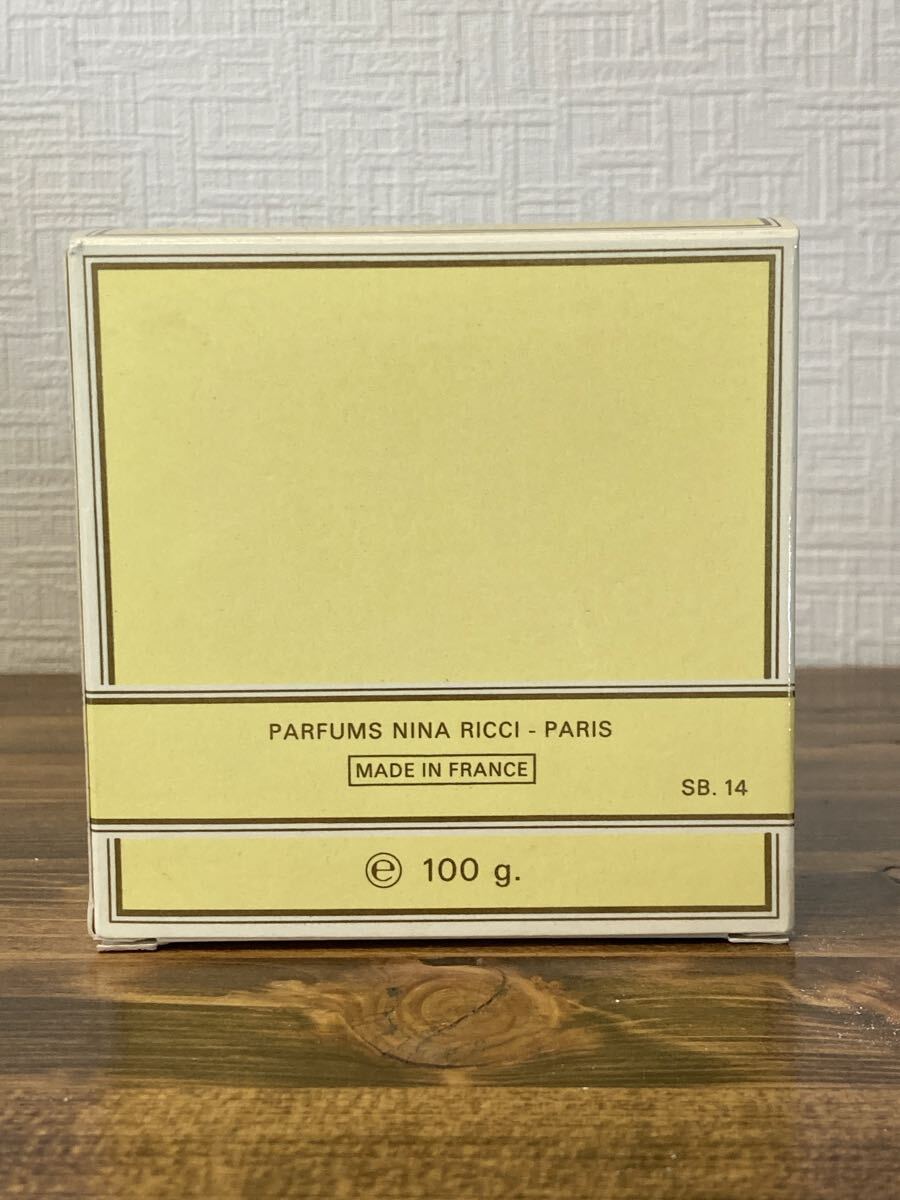 PARFUMS NINA RICCI - PARIS
MADE IN FRANCE
SB. 14
℮ 100 g.